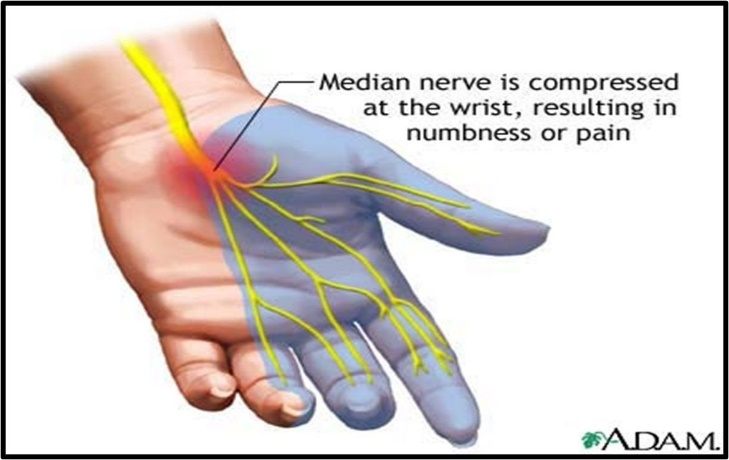 Median nerve is compressed
at the wrist, resulting in
numbness or pain
A.D.A.M.